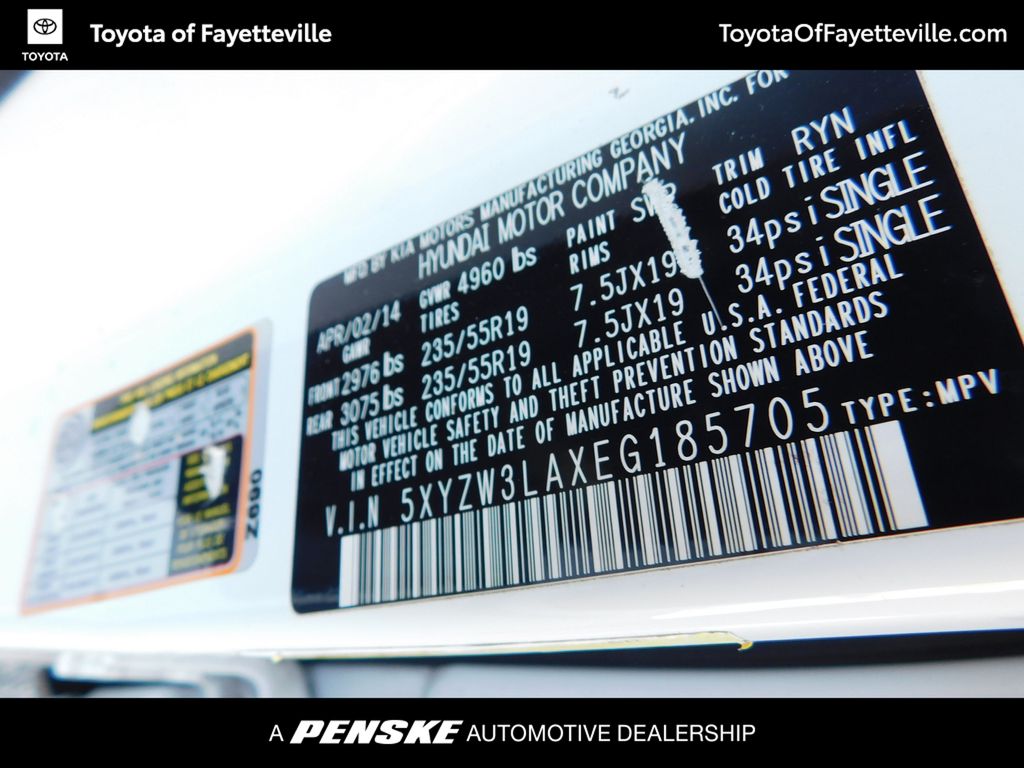 TOYOTA
Toyota of Fayetteville
ToyotaOfFayetteville.com
MFD BY KIA MOTORS MANUFACTURING GEORGIA, INC. FOR
HYUNDAI MOTOR COMPANY
APR/02/14 GVWR 4960 lbs PAINT TRIM RYN
GAWR TIRES RIMS COLD TIRE INFL
FRONT 2976 lbs 235/55R19 7.5JX19 34psi SINGLE
REAR 3075 lbs 235/55R19 7.5JX19 34psi SINGLE
THIS VEHICLE CONFORMS TO ALL APPLICABLE U.S.A. FEDERAL
MOTOR VEHICLE SAFETY AND THEFT PREVENTION STANDARDS
IN EFFECT ON THE DATE OF MANUFACTURE SHOWN ABOVE
V.I.N 5XYZW3LAXEG185705 TYPE:MPV
2690
A PENSKE AUTOMOTIVE DEALERSHIP